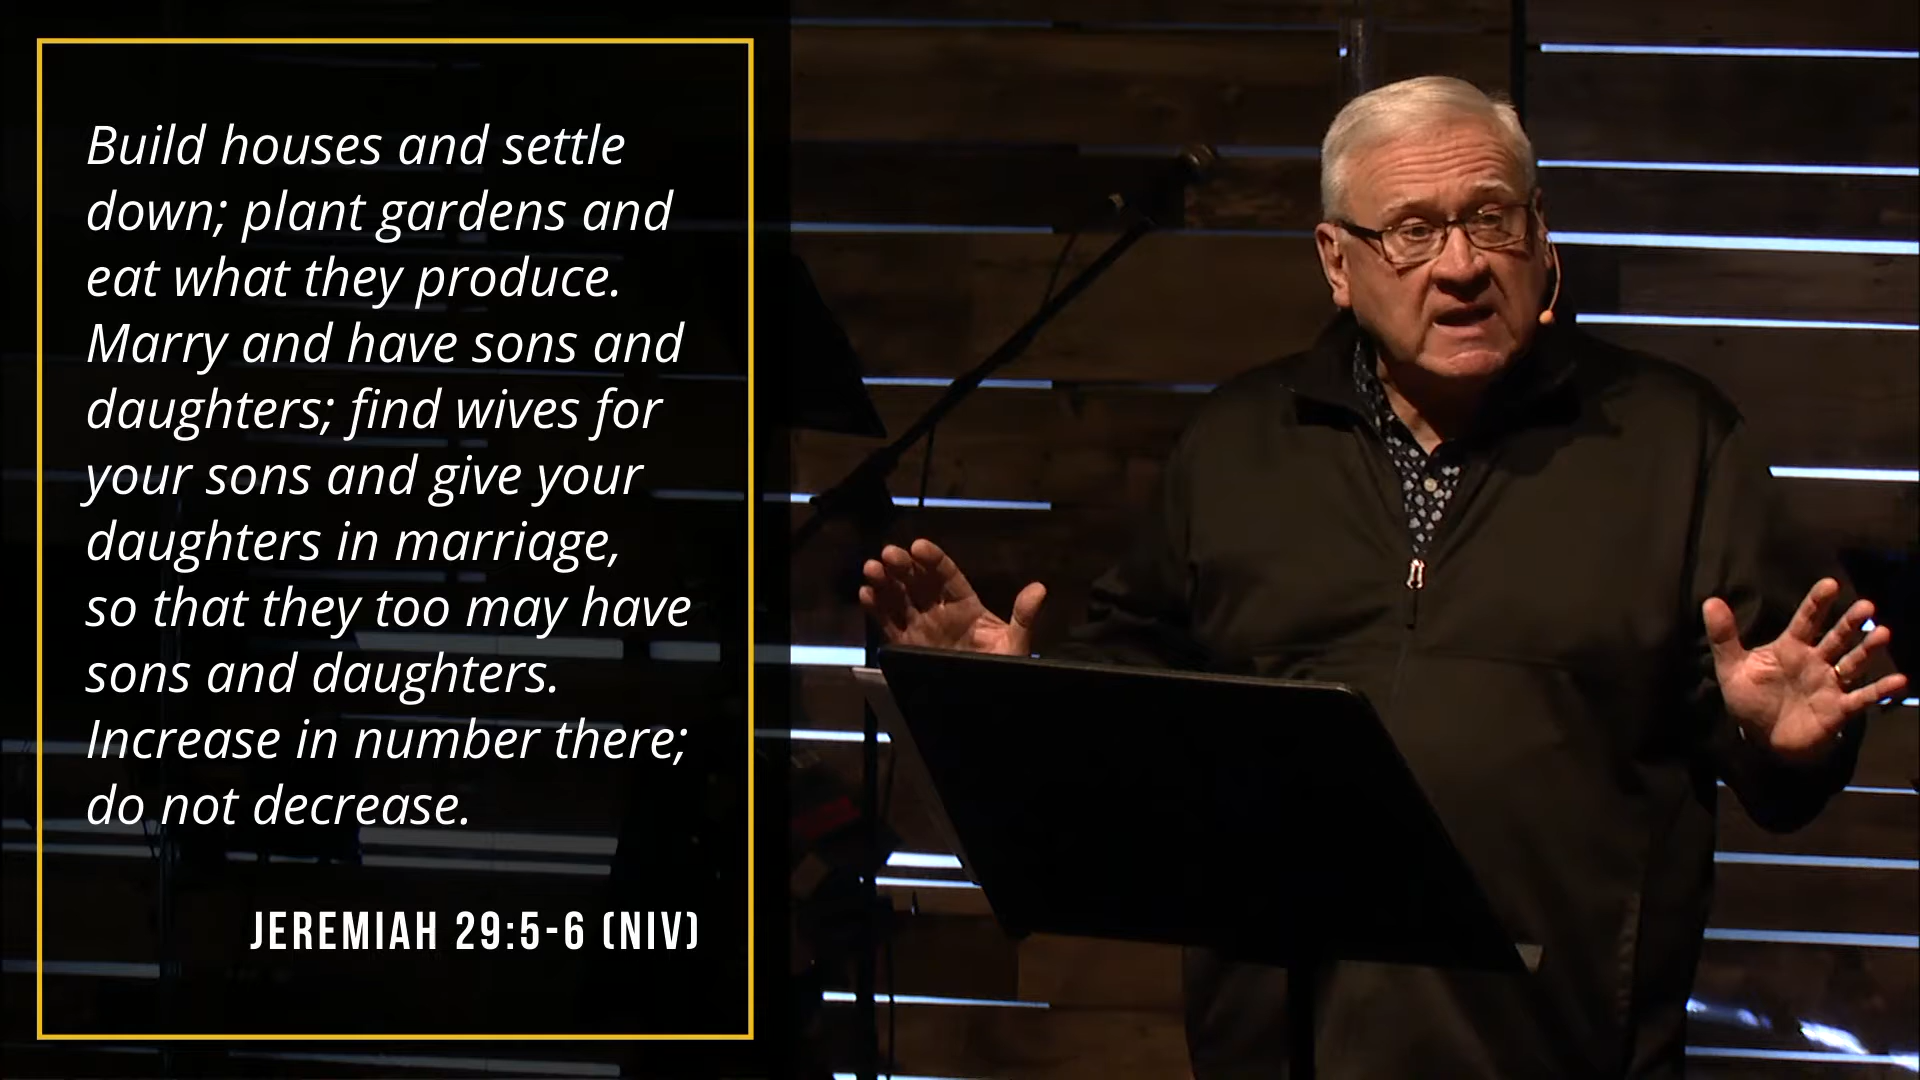 Build houses and settle
down; plant gardens and
eat what they produce.
Marry and have sons and
daughters; find wives for
your sons and give your
daughters in marriage,
so that they too may have
sons and daughters.
Increase in number there;
do not decrease.
JEREMIAH 29:5-6 (NIV)